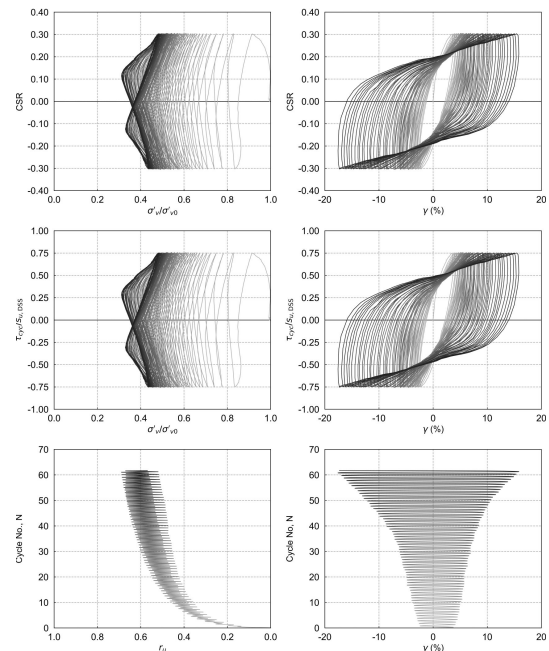 0.40
0.30
0.20
0.10
0.00
-0.10
-0.20
-0.30
-0.40
CSR
0.0 0.2 0.4 0.6 0.8 1.0
σ'v/σ'v0
0.40
0.30
0.20
0.10
0.00
-0.10
-0.20
-0.30
-0.40
CSR
-20 -10 0 10 20
γ (%)
1.00
0.75
0.50
0.25
0.00
-0.25
-0.50
-0.75
-1.00
τcyc/su, DSS
0.0 0.2 0.4 0.6 0.8 1.0
σ'v/σ'v0
1.00
0.75
0.50
0.25
0.00
-0.25
-0.50
-0.75
-1.00
τcyc/su, DSS
-20 -10 0 10 20
γ (%)
70
60
50
40
30
20
10
0
Cycle No., N
1.0 0.8 0.6 0.4 0.2 0.0
ru
70
60
50
40
30
20
10
0
Cycle No., N
-20 -10 0 10 20
γ (%)